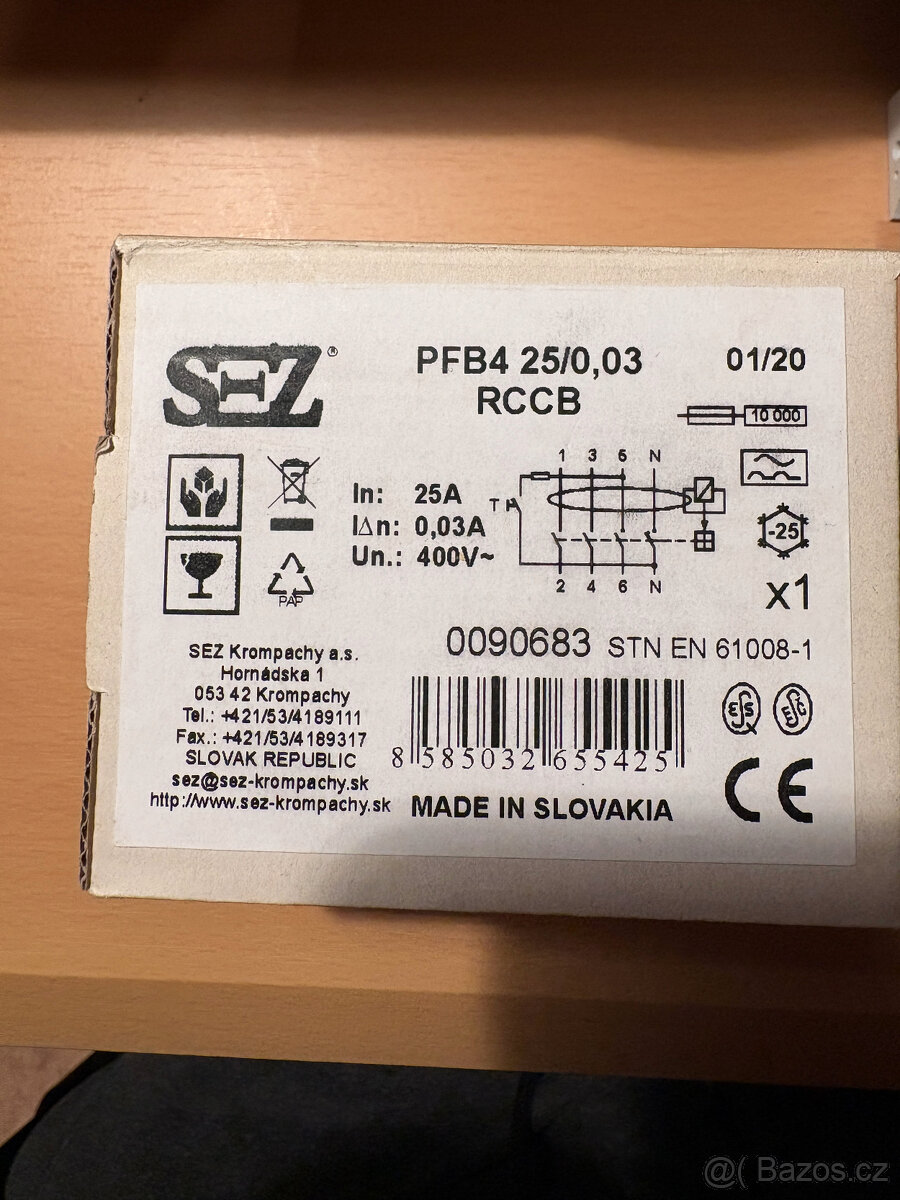 SEZ®
PFB4 25/0,03
RCCB
01/20
10 000
1 3 5 N
T
In: 25A
I∆n: 0,03A
Un.: 400V~
2 4 6 N
-25
x1
PAP
0090683 STN EN 61008-1
SEZ Krompachy a.s.
Hornádska 1
053 42 Krompachy
Tel.: +421/53/4189111
Fax.: +421/53/4189317
SLOVAK REPUBLIC
sez@sez-krompachy.sk
http://www.sez-krompachy.sk
8 585032 655425
MADE IN SLOVAKIA
CE
@( Bazos.cz